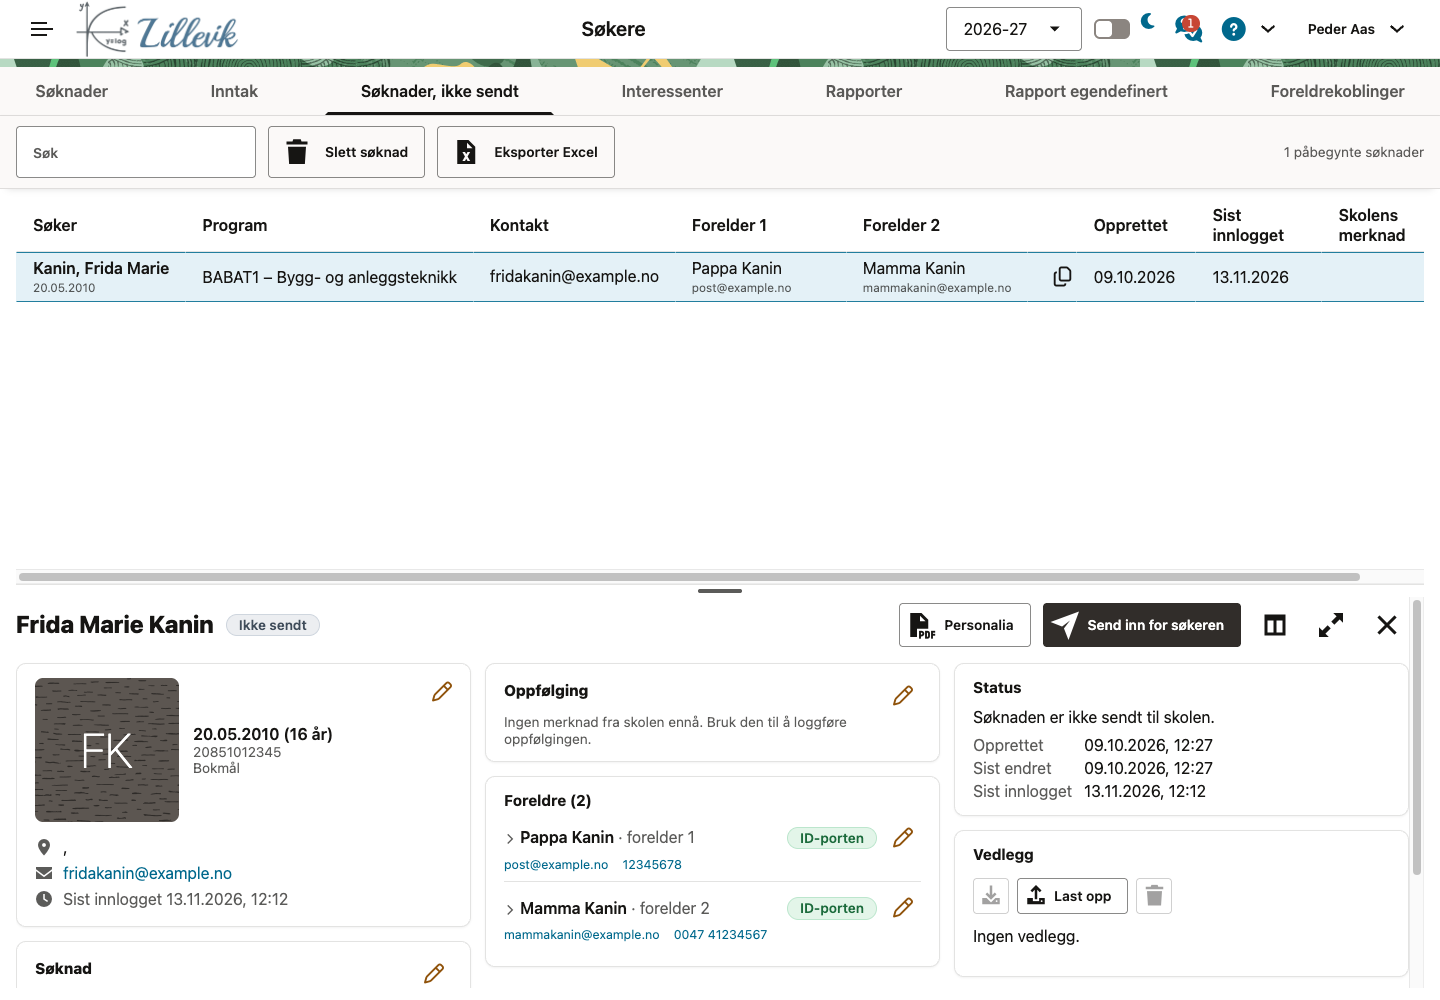 Lillevik
Søkere
2026-27
1
?
Peder Aas
Søknader
Inntak
Søknader, ikke sendt
Interessenter
Rapporter
Rapport egendefinert
Foreldrekoblinger
Søk
Slett søknad
Eksporter Excel
1 påbegynte søknader
Søker
Program
Kontakt
Forelder 1
Forelder 2
Opprettet
Sist
innlogget
Skolens
merknad
Kanin, Frida Marie
20.05.2010
BABAT1 – Bygg- og anleggsteknikk
fridakanin@example.no
Pappa Kanin
post@example.no
Mamma Kanin
mammakanin@example.no
09.10.2026
13.11.2026
Frida Marie Kanin
Ikke sendt
PDF
Personalia
Send inn for søkeren
FK
20.05.2010 (16 år)
20851012345
Bokmål
,
fridakanin@example.no
Sist innlogget 13.11.2026, 12:12
Søknad
Oppfølging
Ingen merknad fra skolen ennå. Bruk den til å loggføre
oppfølgingen.
Foreldre (2)
Pappa Kanin · forelder 1
ID-porten
post@example.no 12345678
Mamma Kanin · forelder 2
ID-porten
mammakanin@example.no 0047 41234567
Status
Søknaden er ikke sendt til skolen.
Opprettet 09.10.2026, 12:27
Sist endret 09.10.2026, 12:27
Sist innlogget 13.11.2026, 12:12
Vedlegg
Last opp
Ingen vedlegg.